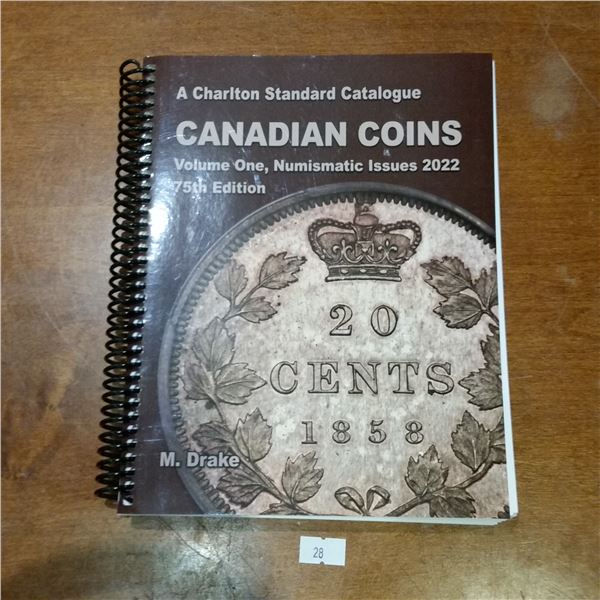 A Charlton Standard Catalogue
CANADIAN COINS
Volume One, Numismatic Issues 2022
75th Edition
20
CENTS
1858
M. Drake
28